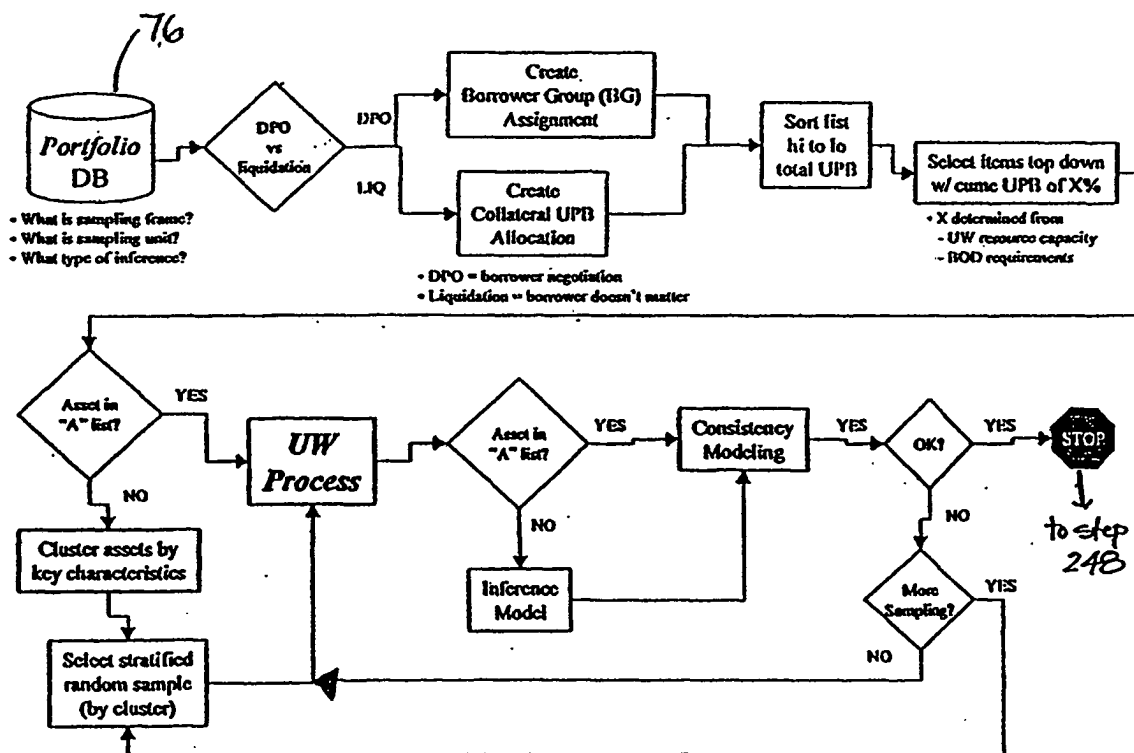 76
Portfolio
DB
• What is sampling frame?
• What is sampling unit?
• What type of inference?
DPO
vs
liquidation
DPO
LIQ
Create
Borrower Group (BG)
Assignment
Create
Collateral UPB
Allocation
• DPO = borrower negotiation
• Liquidation = borrower doesn't matter
Sort list
hi to lo
total UPB
Select items top down
w/ cume UPB of X%
• X determined from
- UW resource capacity
- BOD requirements
Asset in
"A" list?
YES
NO
Cluster assets by
key characteristics
Select stratified
random sample
(by cluster)
UW
Process
Asset in
"A" list?
YES
NO
Inference
Model
Consistency
Modeling
YES
OK?
YES
NO
STOP
to step
248
More
Sampling?
YES
NO